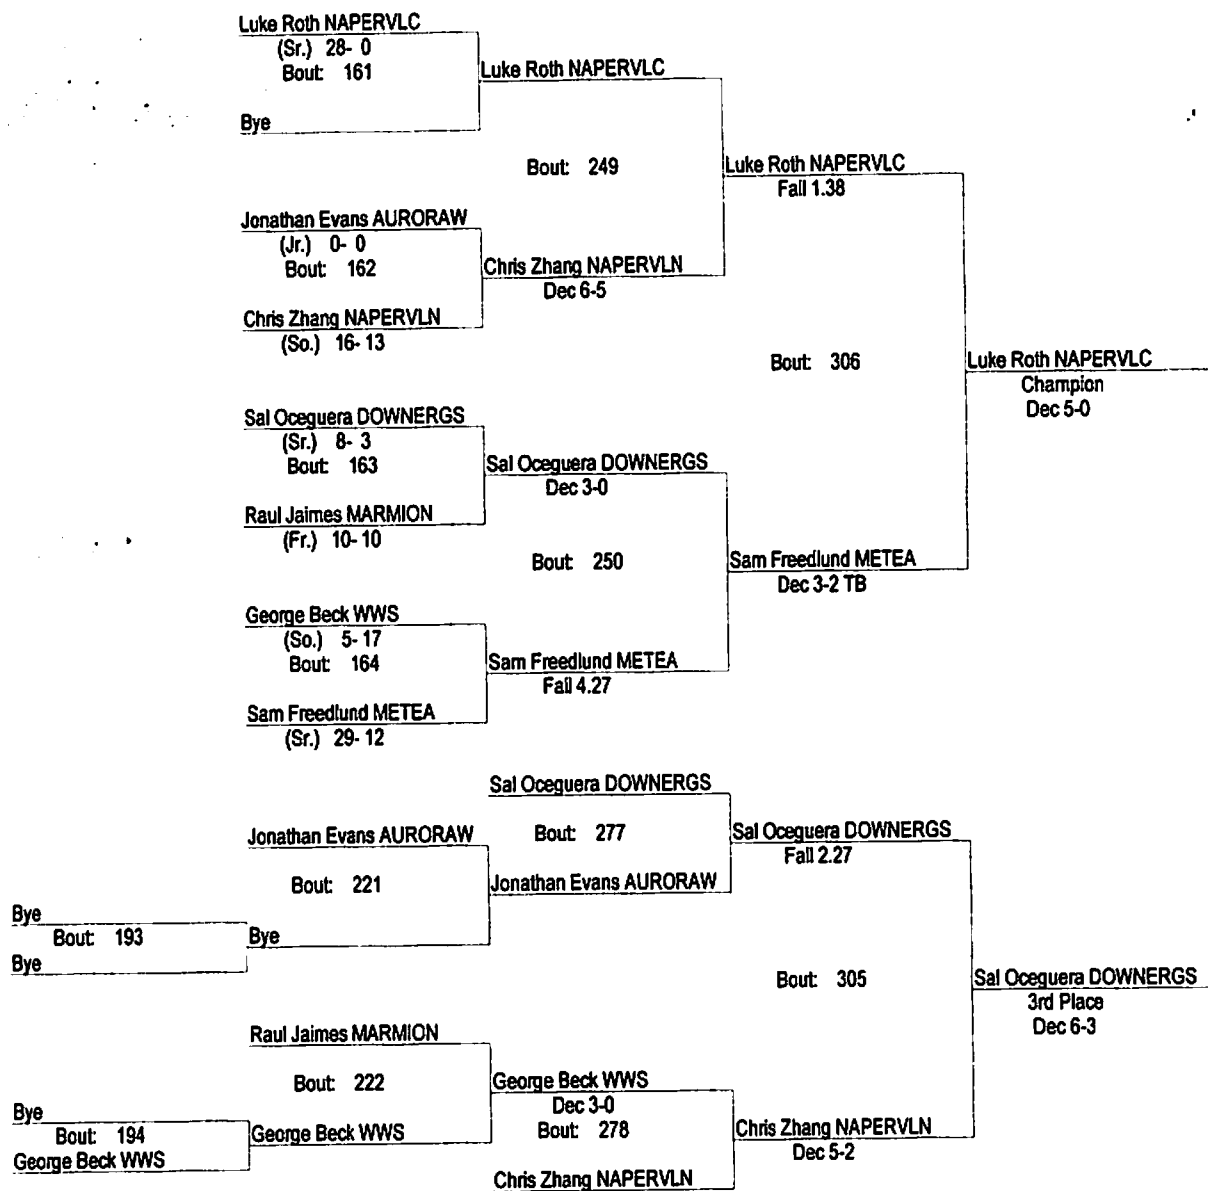 Luke Roth NAPERVLC
(Sr.) 28- 0
Bout: 161
Luke Roth NAPERVLC
Bye
Bout: 249
Luke Roth NAPERVLC
Fall 1.38
Jonathan Evans AURORAW
(Jr.) 0- 0
Bout: 162
Chris Zhang NAPERVLN
Dec 6-5
Chris Zhang NAPERVLN
(So.) 16- 13
Bout: 306
Luke Roth NAPERVLC
Champion
Dec 5-0
Sal Oceguera DOWNERGS
(Sr.) 8- 3
Bout: 163
Sal Oceguera DOWNERGS
Dec 3-0
Raul Jaimes MARMION
(Fr.) 10- 10
Bout: 250
Sam Freedlund METEA
Dec 3-2 TB
George Beck WWS
(So.) 5- 17
Bout: 164
Sam Freedlund METEA
Fall 4.27
Sam Freedlund METEA
(Sr.) 29- 12
Sal Oceguera DOWNERGS
Jonathan Evans AURORAW
Bout: 277
Sal Oceguera DOWNERGS
Fall 2.27
Bout: 221
Jonathan Evans AURORAW
Bye
Bout: 193
Bye
Bye
Bout: 305
Sal Oceguera DOWNERGS
3rd Place
Dec 6-3
Raul Jaimes MARMION
Bout: 222
George Beck WWS
Dec 3-0
Bye
Bout: 194
George Beck WWS
Bout: 278
Chris Zhang NAPERVLN
Dec 5-2
George Beck WWS
Chris Zhang NAPERVLN